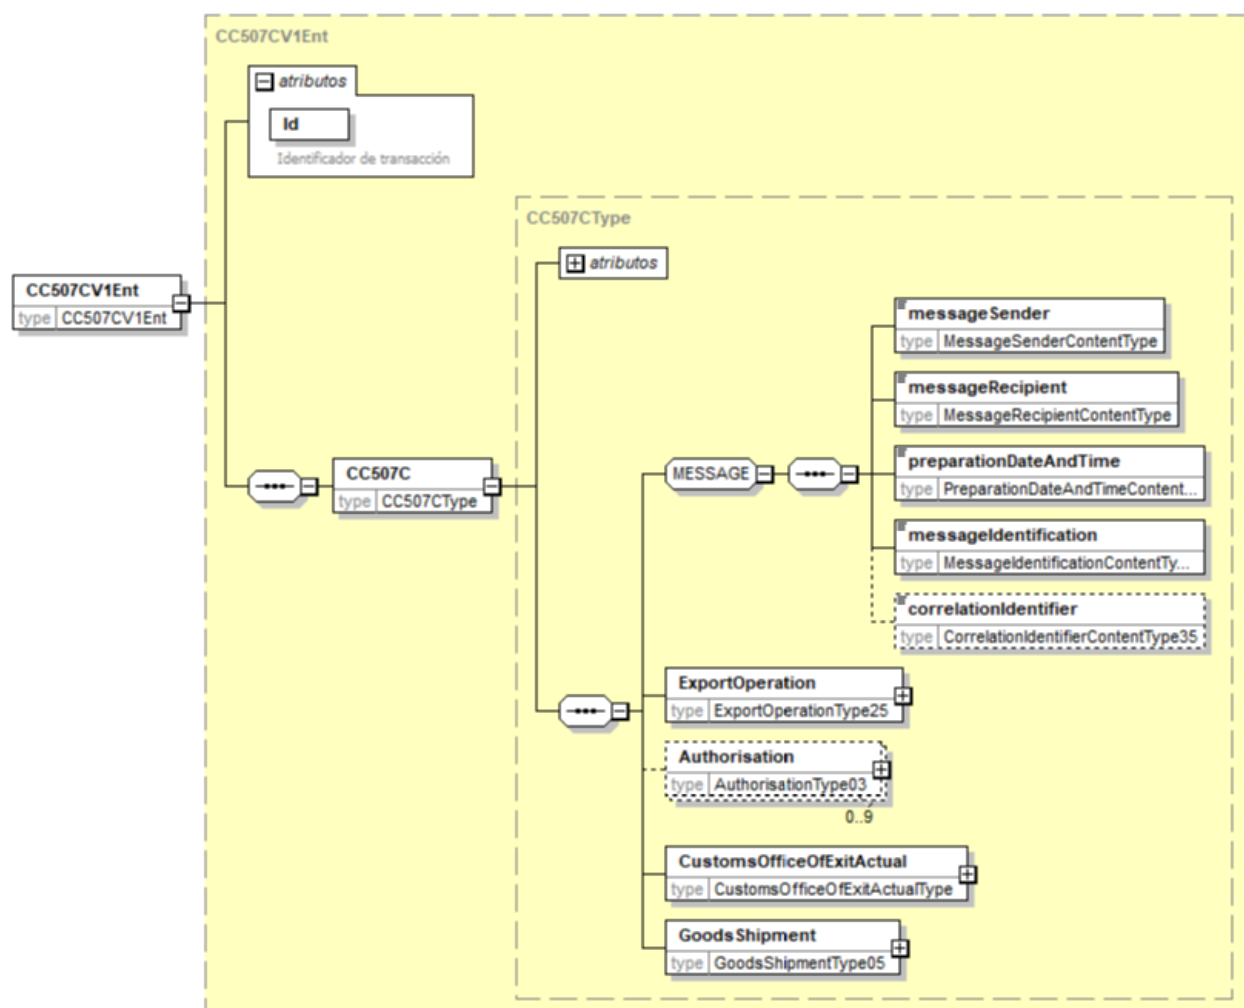 CC507CV1Ent
atributos
Id
Identificador de transacción
CC507CType
atributos
CC507CV1Ent
type CC507CV1Ent
messageSender
type MessageSenderContentType
messageRecipient
type MessageRecipientContentType
CC507C
type CC507CType
MESSAGE
preparationDateAndTime
type PreparationDateAndTimeContent...
messageIdentification
type MessageIdentificationContentTy...
correlationIdentifier
type CorrelationIdentifierContentType35
ExportOperation
type ExportOperationType25
Authorisation
type AuthorisationType03
0..9
CustomsOfficeOfExitActual
type CustomsOfficeOfExitActualType
GoodsShipment
type GoodsShipmentType05